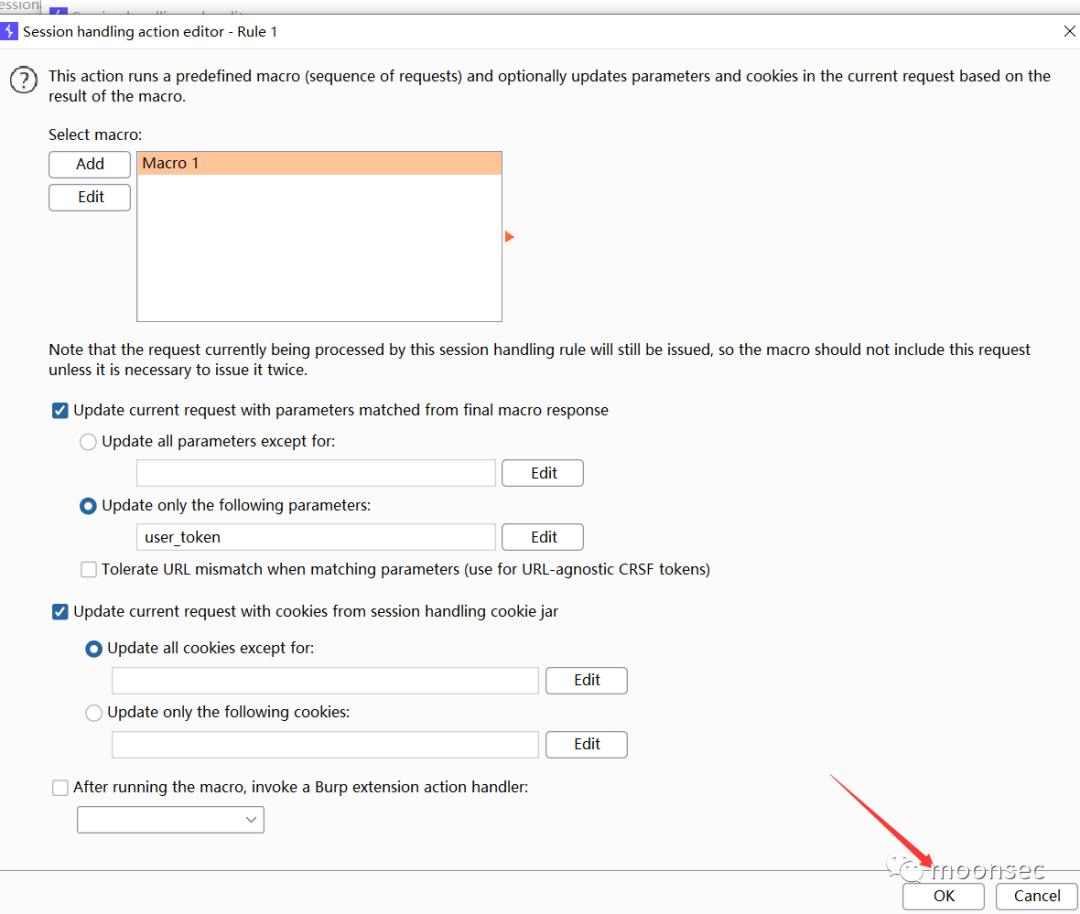 Session handling action editor - Rule 1
This action runs a predefined macro (sequence of requests) and optionally updates parameters and cookies in the current request based on the
result of the macro.
Select macro:
Add
Macro 1
Edit
Note that the request currently being processed by this session handling rule will still be issued, so the macro should not include this request
unless it is necessary to issue it twice.
Update current request with parameters matched from final macro response
Update all parameters except for:
Edit
Update only the following parameters:
user_token
Edit
Tolerate URL mismatch when matching parameters (use for URL-agnostic CRSF tokens)
Update current request with cookies from session handling cookie jar
Update all cookies except for:
Edit
Update only the following cookies:
Edit
After running the macro, invoke a Burp extension action handler:
moonsec
OK
Cancel